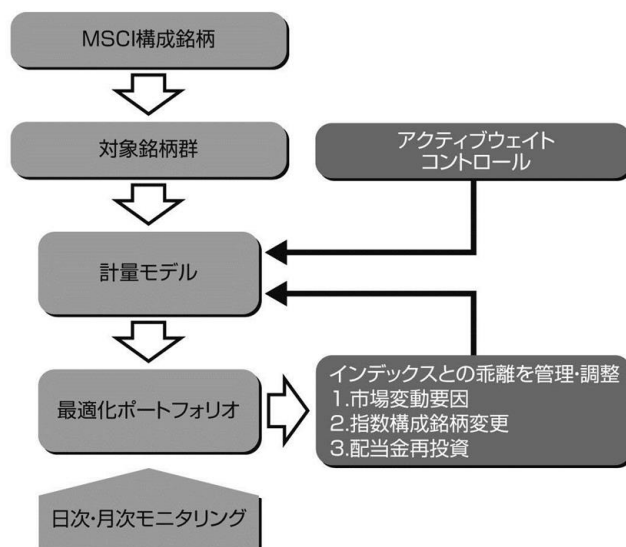 MSCI構成銘柄
対象銘柄群
アクティブウェイト
コントロール
計量モデル
最適化ポートフォリオ
インデックスとの乖離を管理・調整
1.市場変動要因
2.指数構成銘柄変更
3.配当金再投資
日次・月次モニタリング